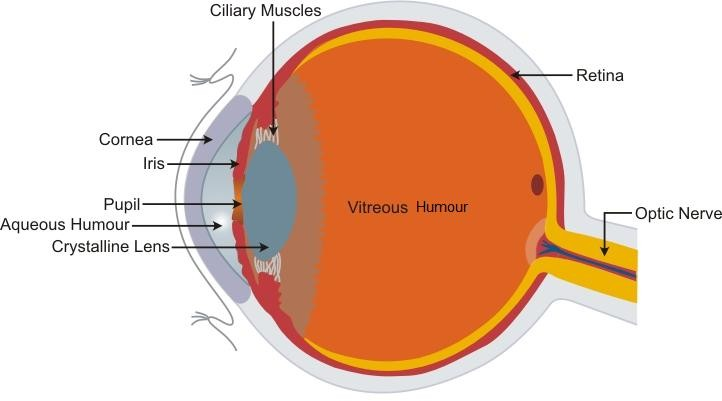 Ciliary Muscles
Retina
Cornea
Iris
Pupil
Vitreous Humour
Optic Nerve
Aqueous Humour
Crystalline Lens